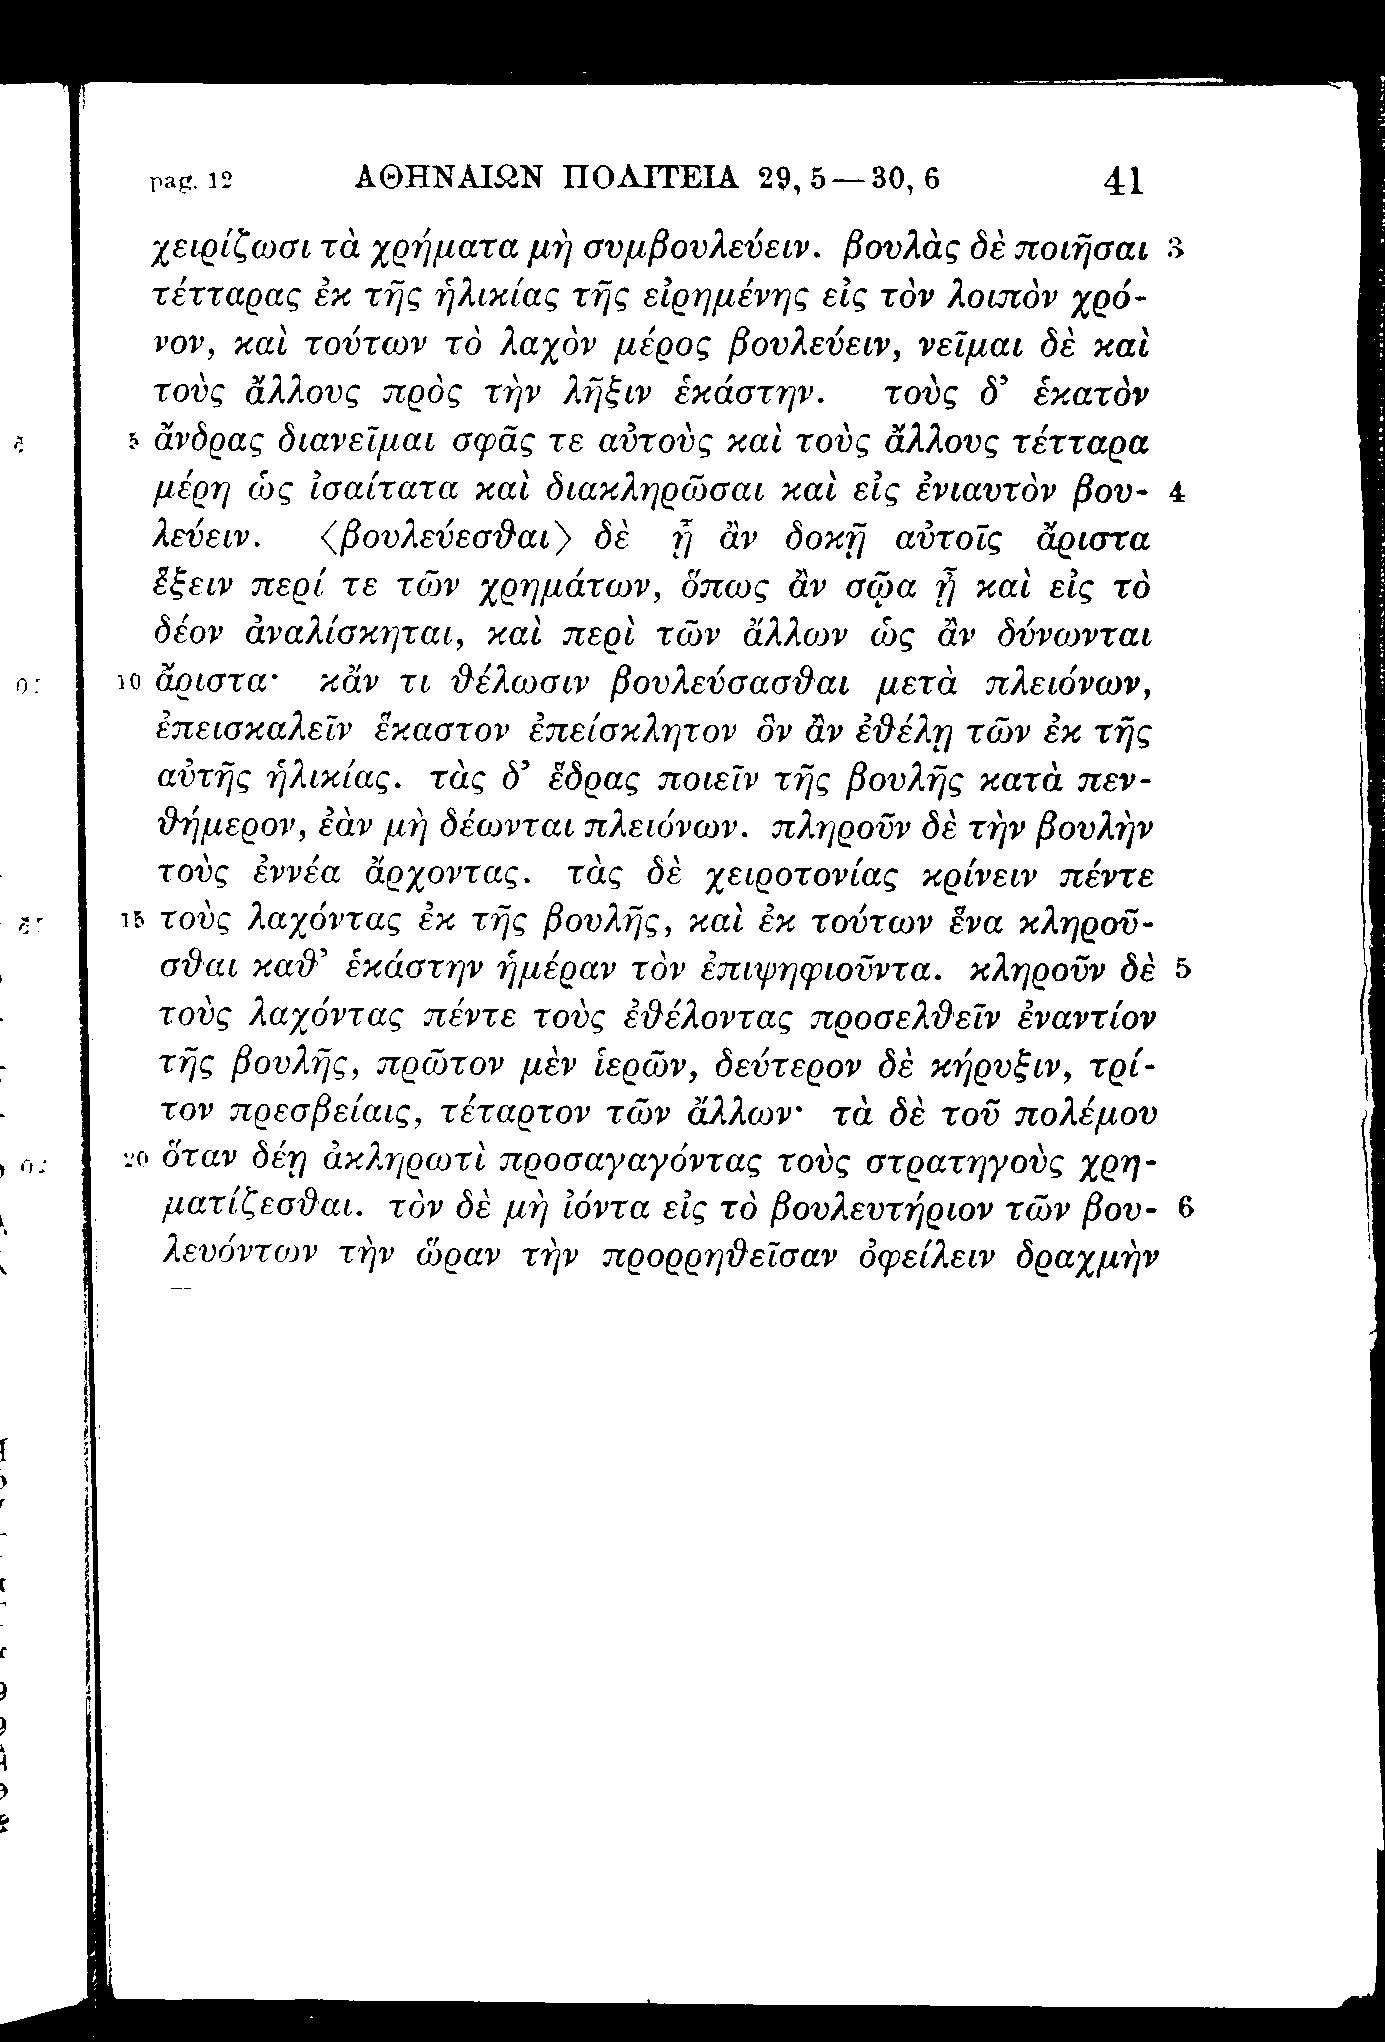 pag. 12 ΑΘΗΝΑΙΩΝ ΠΟΛΙΤΕΙΑ 29, 5—30, 6 41
χειρίζωσι τὰ χρήματα μὴ συμβουλεύειν. βουλὰς δὲ ποιῆσαι 3
τέτταρας ἐκ τῆς ἡλικίας τῆς εἰρημένης εἰς τὸν λοιπὸν χρό-
νον, καὶ τούτων τὸ λαχὸν μέρος βουλεύειν, νεῖμαι δὲ καὶ
τοὺς ἄλλους πρὸς τὴν λῆξιν ἑκάστην. τοὺς δ’ ἑκατὸν
5 ἄνδρας διανεῖμαι σφᾶς τε αὐτοὺς καὶ τοὺς ἄλλους τέτταρα
μέρη ὡς ἰσαίτατα καὶ διακληρῶσαι καὶ εἰς ἐνιαυτὸν βου- 4
λεύειν. ⟨βουλεύεσθαι⟩ δὲ ᾗ ἂν δοκῇ αὐτοῖς ἄριστα
ἕξειν περί τε τῶν χρημάτων, ὅπως ἂν σῷα ᾖ καὶ εἰς τὸ
δέον ἀναλίσκηται, καὶ περὶ τῶν ἄλλων ὡς ἂν δύνωνται
10 ἄριστα· κἄν τι θέλωσιν βουλεύσασθαι μετὰ πλειόνων,
ἐπεισκαλεῖν ἕκαστον ἐπείσκλητον ὃν ἂν ἐθέλῃ τῶν ἐκ τῆς
αὐτῆς ἡλικίας. τὰς δ’ ἕδρας ποιεῖν τῆς βουλῆς κατὰ πεν-
θήμερον, ἐὰν μὴ δέωνται πλειόνων. πληροῦν δὲ τὴν βουλὴν
τοὺς ἐννέα ἄρχοντας. τὰς δὲ χειροτονίας κρίνειν πέντε
15 τοὺς λαχόντας ἐκ τῆς βουλῆς, καὶ ἐκ τούτων ἕνα κληροῦ-
σθαι καθ’ ἑκάστην ἡμέραν τὸν ἐπιψηφιοῦντα. κληροῦν δὲ 5
τοὺς λαχόντας πέντε τοὺς ἐθέλοντας προσελθεῖν ἐναντίον
τῆς βουλῆς, πρῶτον μὲν ἱερῶν, δεύτερον δὲ κήρυξιν, τρί-
τον πρεσβείαις, τέταρτον τῶν ἄλλων· τὰ δὲ τοῦ πολέμου
20 ὅταν δέῃ ἀκληρωτὶ προσαγαγόντας τοὺς στρατηγοὺς χρη-
ματίζεσθαι. τὸν δὲ μὴ ἰόντα εἰς τὸ βουλευτήριον τῶν βου- 6
λευόντων τὴν ὥραν τὴν προρρηθεῖσαν ὀφείλειν δραχμὴν